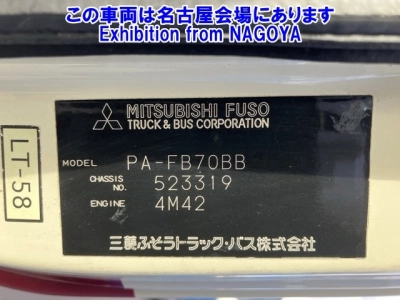 この車両は名古屋会場にあります
Exhibition from NAGOYA
MITSUBISHI FUSO
TRUCK & BUS CORPORATION
MODEL PA-FB70BB
CHASSIS NO. 523319
ENGINE 4M42
三菱ふそうトラック・バス株式会社
LT-58